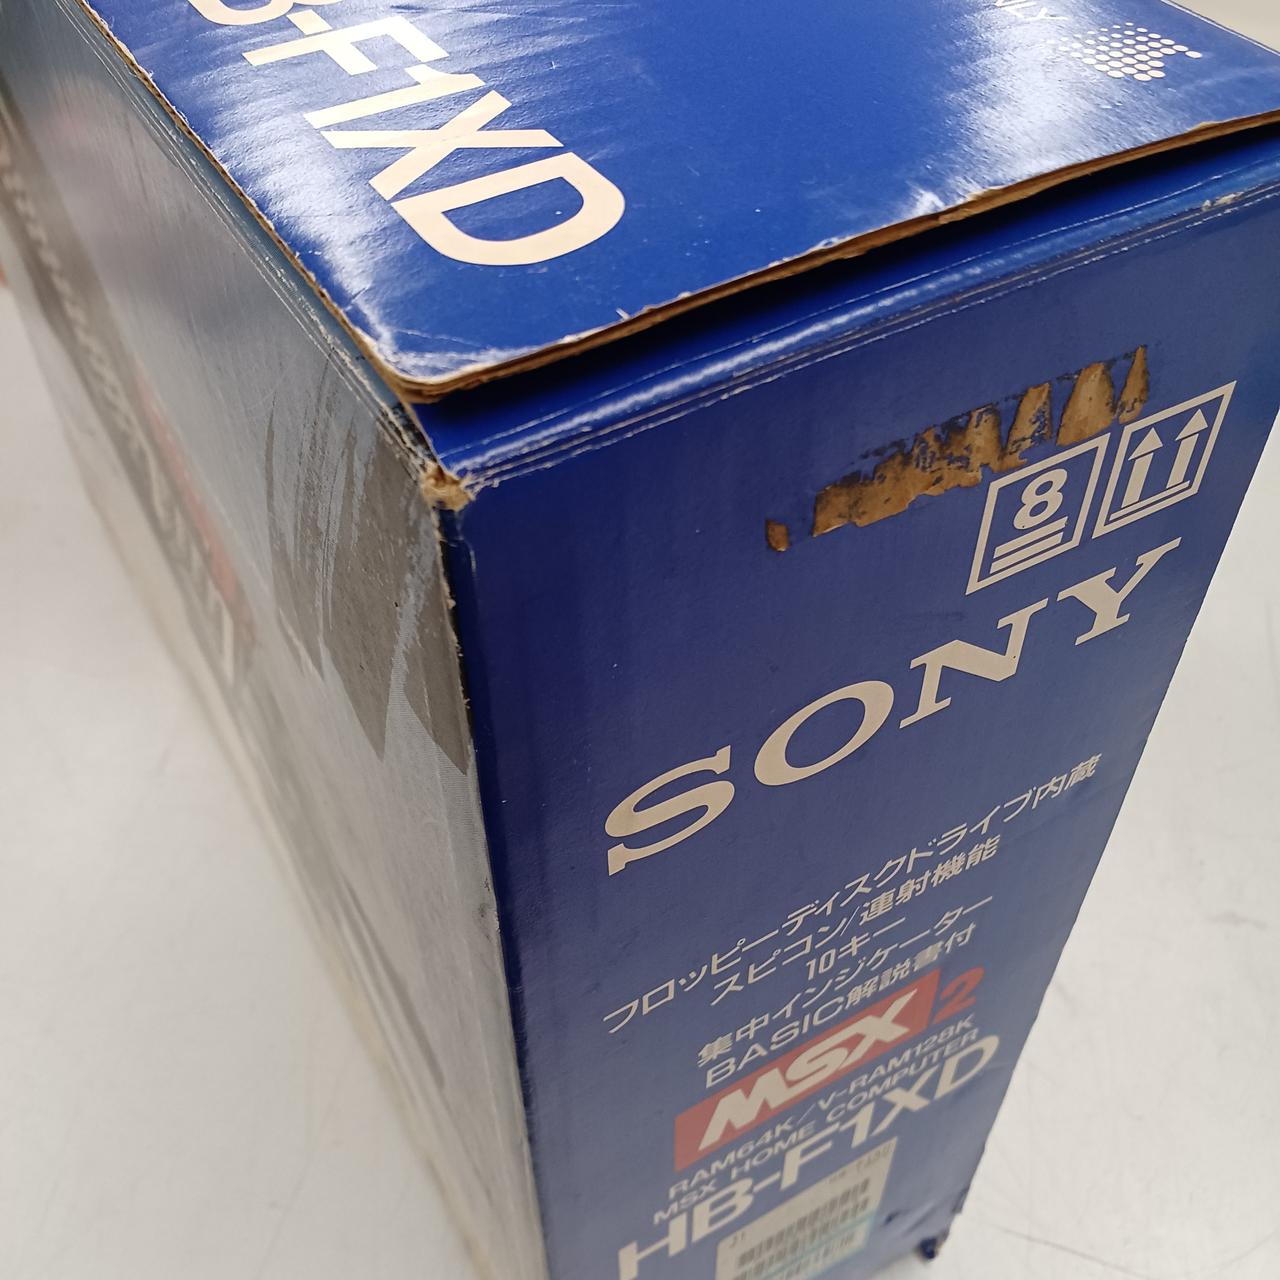 B-F1XD
8
SONY
フロッピーディスクドライブ内蔵
スピコン/連射機能
10キー
集中インジケーター
BASIC解説書付
MSX2
RAM64K/V-RAM128K
MSX HOME COMPUTER
HB-F1XD